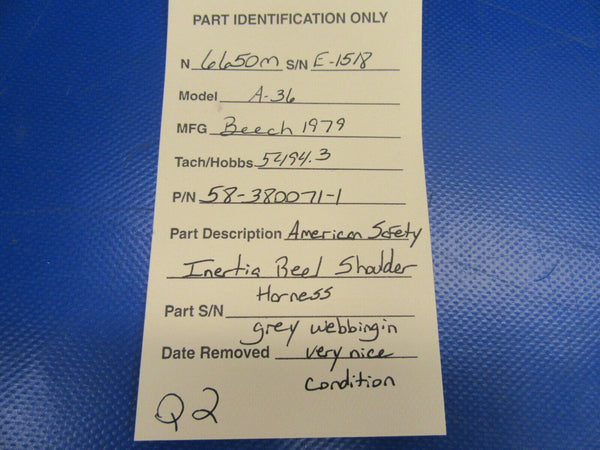 PART IDENTIFICATION ONLY
N 6650m S/N E-1518
Model A-36
MFG Beech 1979
Tach/Hobbs 5494.3
P/N 58-380071-1
Part Description American Safety
Inertia Reel Shoulder
Harness
Part S/N
grey webbing in
Date Removed very nice
condition
Q2